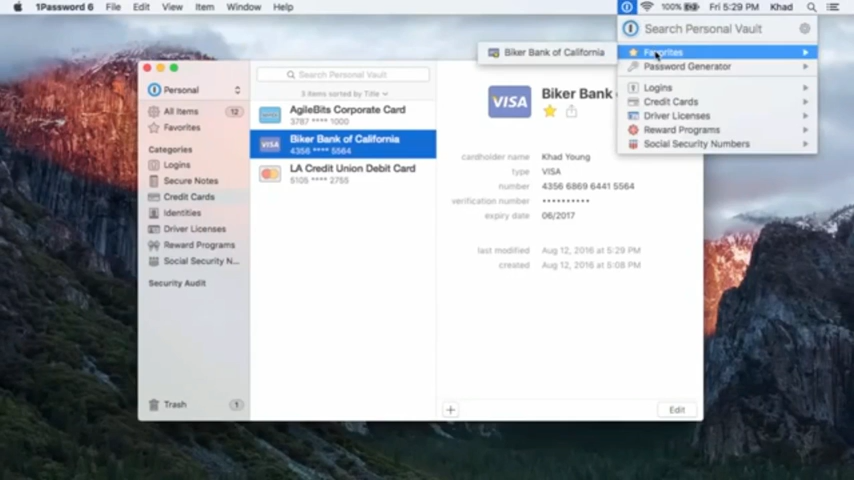 1Password 6 File Edit View Item Window Help 100% Fri 5:29 PM Khad
Search Personal Vault
Biker Bank of California
Favorites
Password Generator
Logins
Credit Cards
Driver Licenses
Reward Programs
Social Security Numbers
Personal
All Items 12
Favorites
Categories
Logins
Secure Notes
Credit Cards
Identities
Driver Licenses
Reward Programs
Social Security N...
Security Audit
Trash 1
Search Personal Vault
3 items sorted by Title
AgileBits Corporate Card
3787 **** 1000
VISA
Biker Bank of California
4356 **** 5564
LA Credit Union Debit Card
5105 **** 2755
VISA
Biker Bank
cardholder name Khad Young
type VISA
number 4356 6869 6441 5564
verification number ••••••••••
expiry date 06/2017
last modified Aug 12, 2016 at 5:29 PM
created Aug 12, 2016 at 5:08 PM
+
Edit